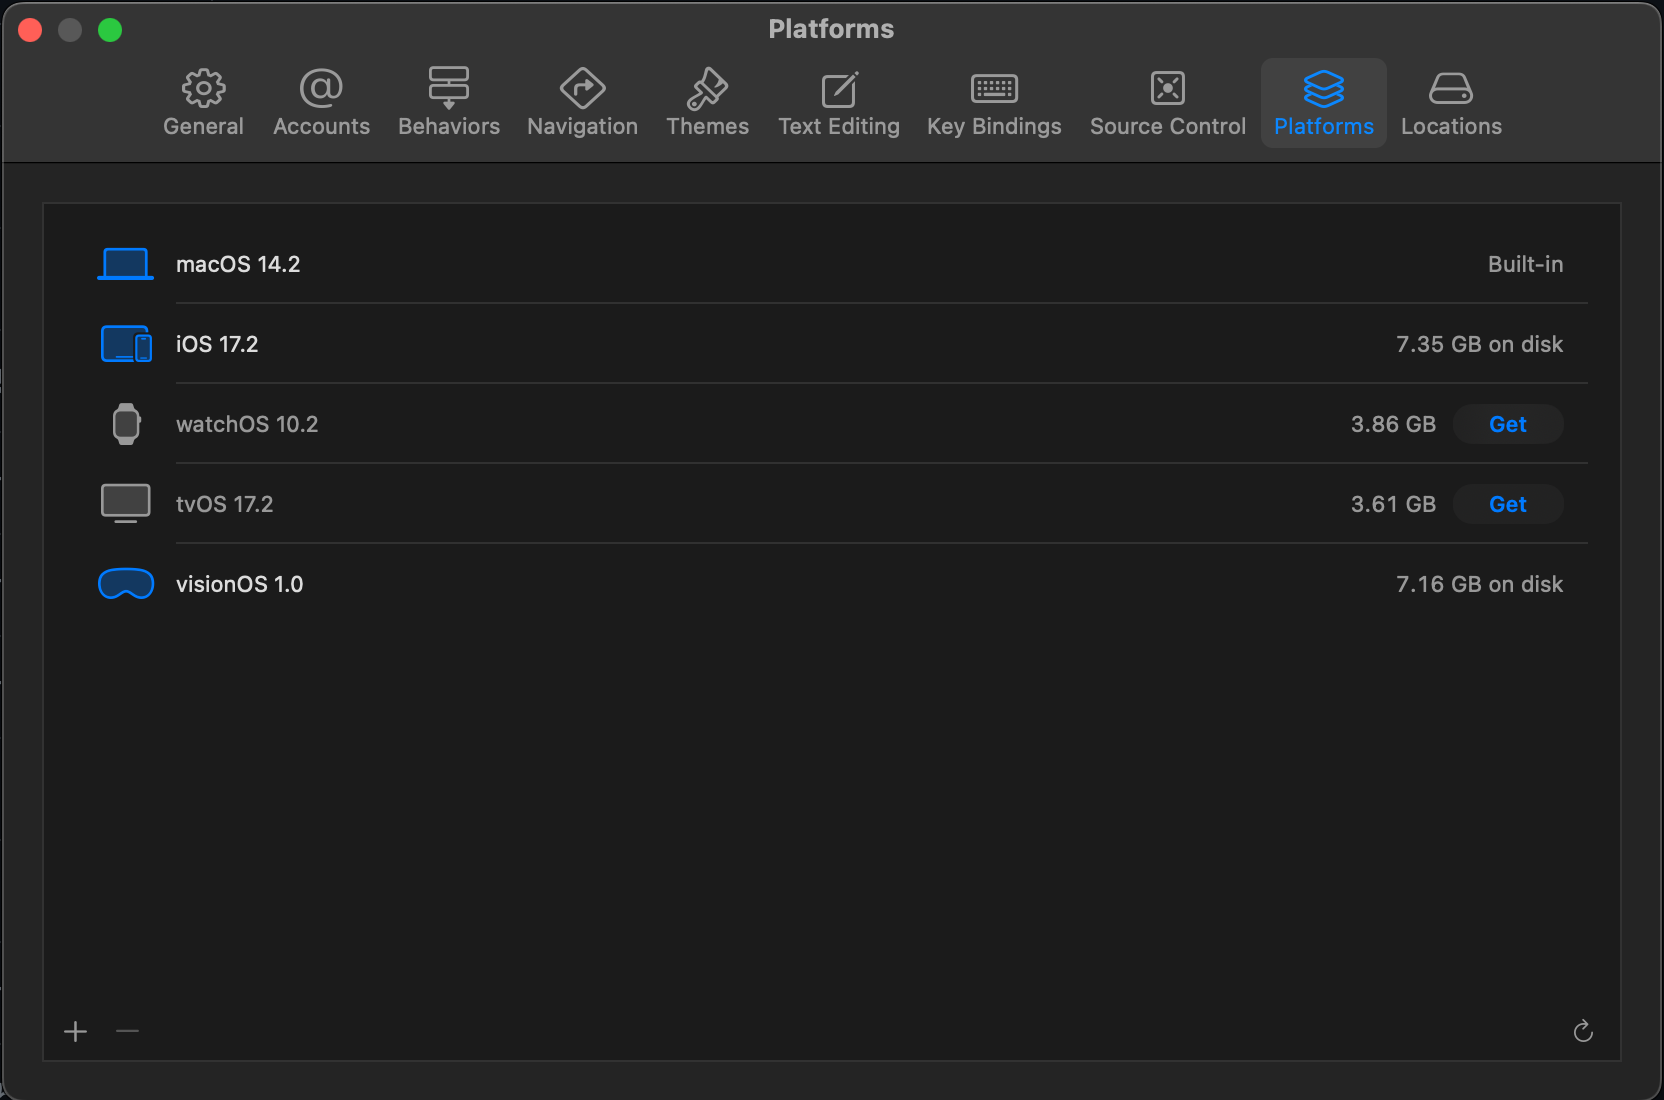 Platforms
General Accounts Behaviors Navigation Themes Text Editing Key Bindings Source Control Platforms Locations
macOS 14.2 Built-in
iOS 17.2 7.35 GB on disk
watchOS 10.2 3.86 GB Get
tvOS 17.2 3.61 GB Get
visionOS 1.0 7.16 GB on disk